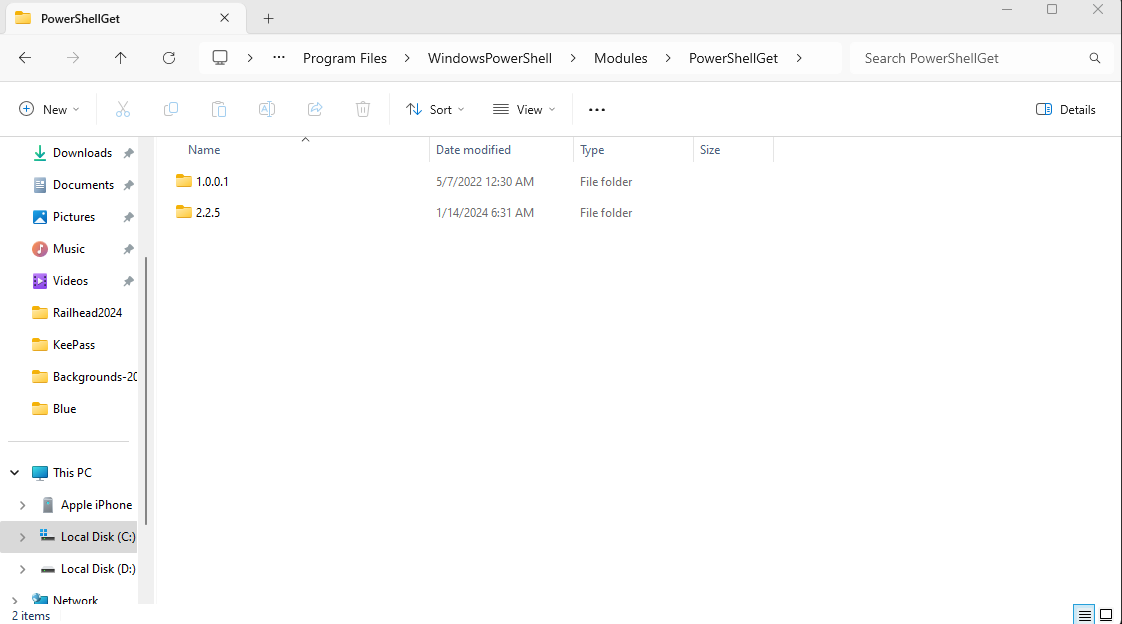 PowerShellGet
Program Files WindowsPowerShell Modules PowerShellGet
Search PowerShellGet
New Sort View Details
Downloads
Documents
Pictures
Music
Videos
Railhead2024
KeePass
Backgrounds-20
Blue
This PC
Apple iPhone
Local Disk (C:)
Local Disk (D:)
Network
Name Date modified Type Size
1.0.0.1 5/7/2022 12:30 AM File folder
2.2.5 1/14/2024 6:31 AM File folder
2 items